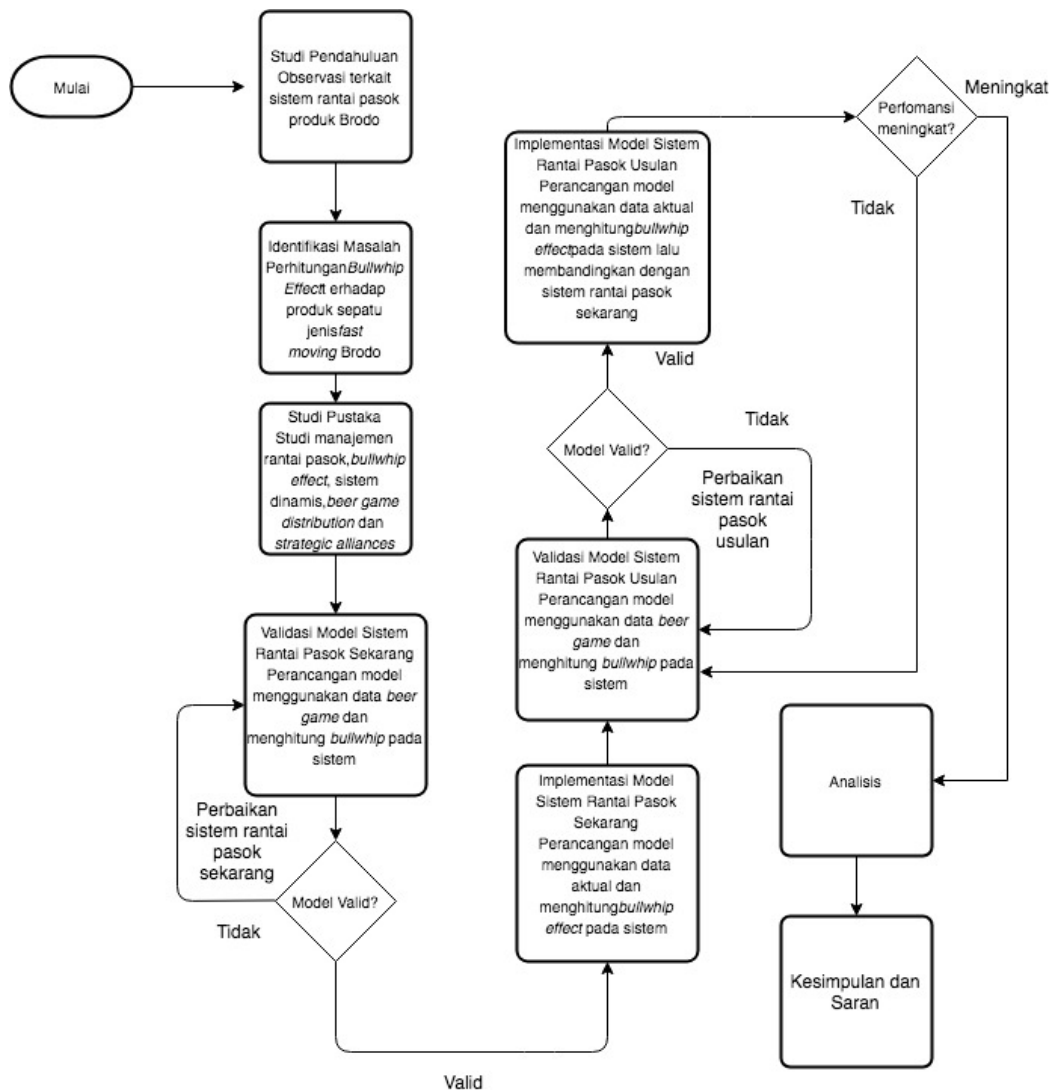 Mulai
Studi Pendahuluan
Observasi terkait
sistem rantai pasok
produk Brodo
Identifikasi Masalah
PerhitunganBullwhip
Effectt erhadap
produk sepatu
jenisfast
moving Brodo
Studi Pustaka
Studi manajemen
rantai pasok,bullwhip
effect, sistem
dinamis,beer game
distribution dan
strategic alliances
Validasi Model Sistem
Rantai Pasok Sekarang
Perancangan model
menggunakan data beer
game dan
menghitung bullwhip pada
sistem
Perbaikan
sistem rantai
pasok
sekarang
Model Valid?
Tidak
Valid
Implementasi Model
Sistem Rantai Pasok
Sekarang
Perancangan model
menggunakan data
aktual dan
menghitungbullwhip
effect pada sistem
Validasi Model Sistem
Rantai Pasok Usulan
Perancangan model
menggunakan data beer
game dan
menghitung bullwhip pada
sistem
Model Valid?
Tidak
Perbaikan
sistem rantai
pasok
usulan
Valid
Implementasi Model Sistem
Rantai Pasok Usulan
Perancangan model
menggunakan data aktual
dan menghitungbullwhip
effectpada sistem lalu
membandingkan dengan
sistem rantai pasok
sekarang
Perfomansi
meningkat?
Meningkat
Tidak
Analisis
Kesimpulan dan
Saran